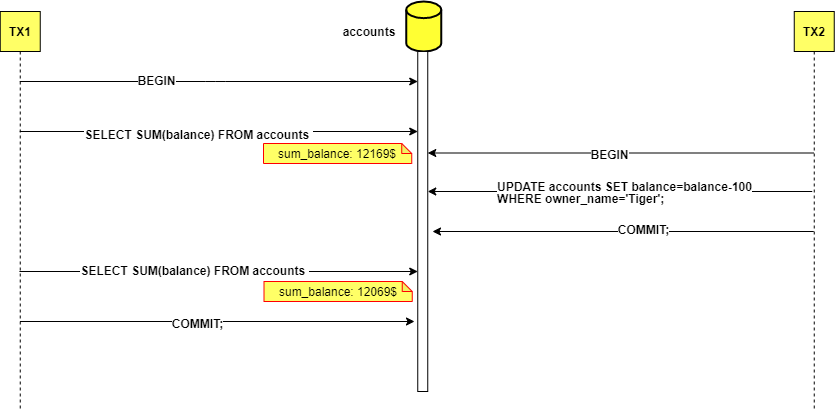 TX1
accounts
TX2
BEGIN
SELECT SUM(balance) FROM accounts
sum_balance: 12169$
BEGIN
UPDATE accounts SET balance=balance-100
WHERE owner_name='Tiger';
COMMIT;
SELECT SUM(balance) FROM accounts
sum_balance: 12069$
COMMIT;